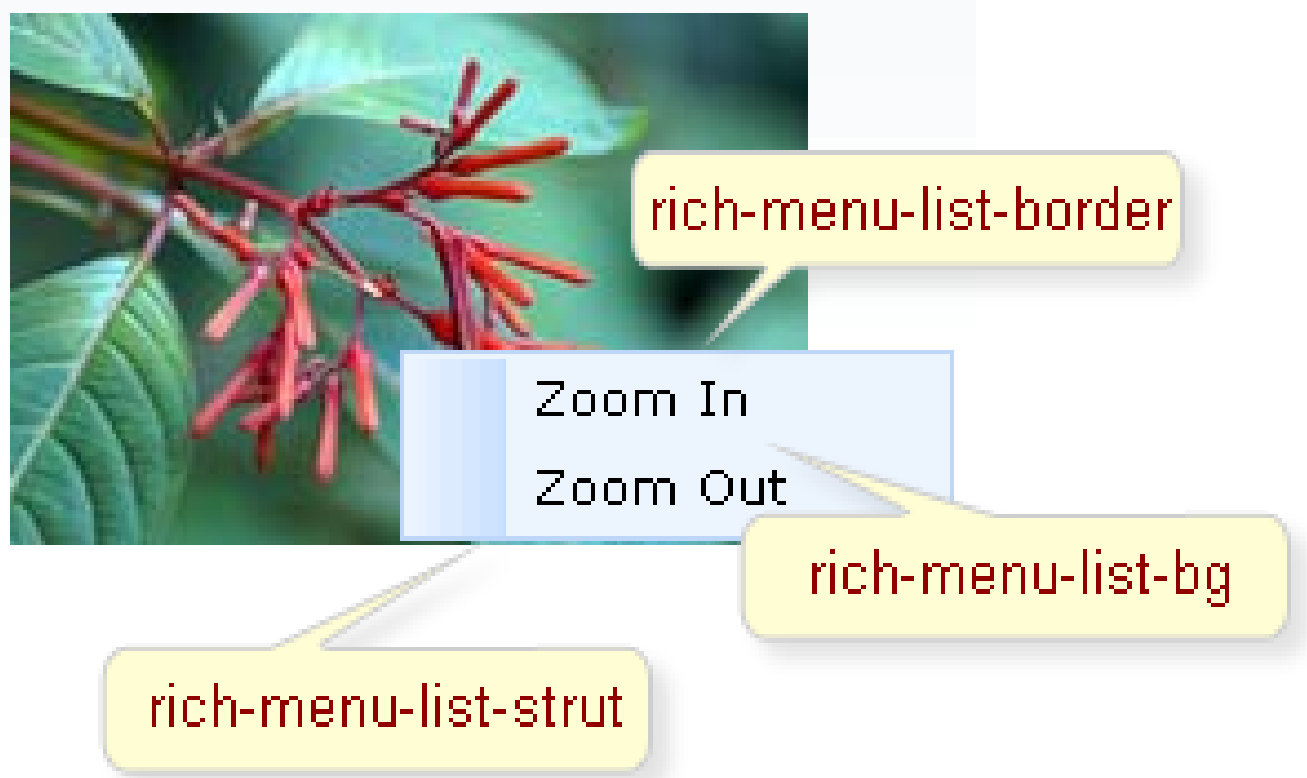 rich-menu-list-border
Zoom In
Zoom Out
rich-menu-list-bg
rich-menu-list-strut